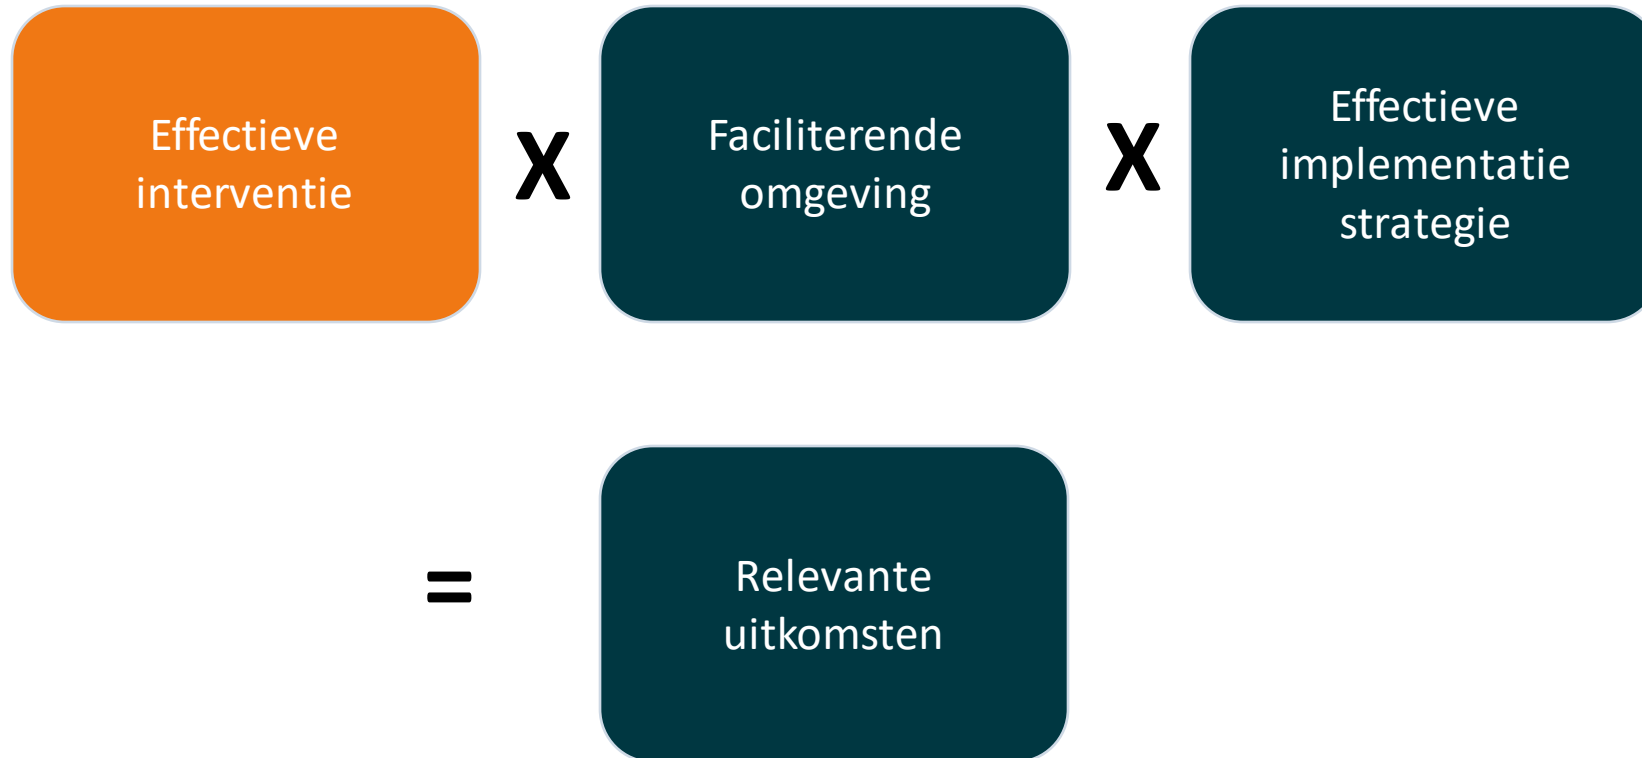 Effectieve
interventie
X
Faciliterende
omgeving
X
Effectieve
implementatie
strategie
=
Relevante
uitkomsten